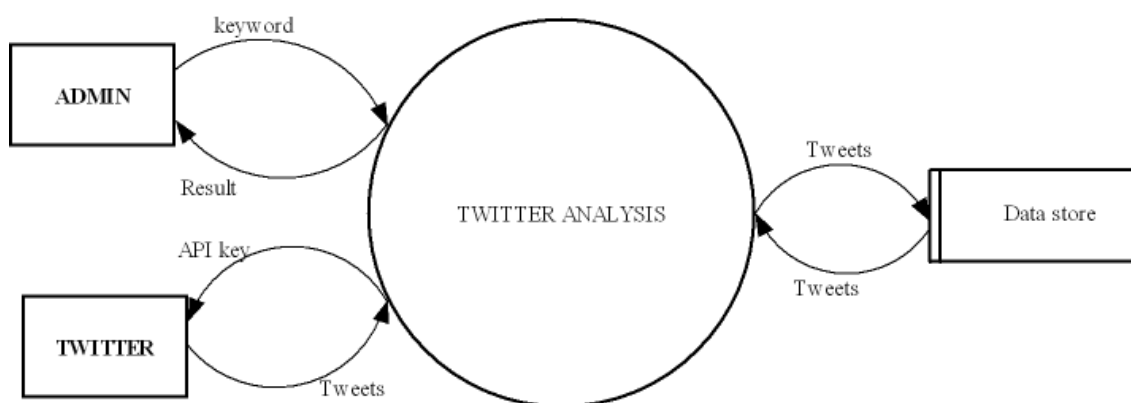 keyword
ADMIN
Result
API key
TWITTER
Tweets
TWITTER ANALYSIS
Tweets
Data store
Tweets